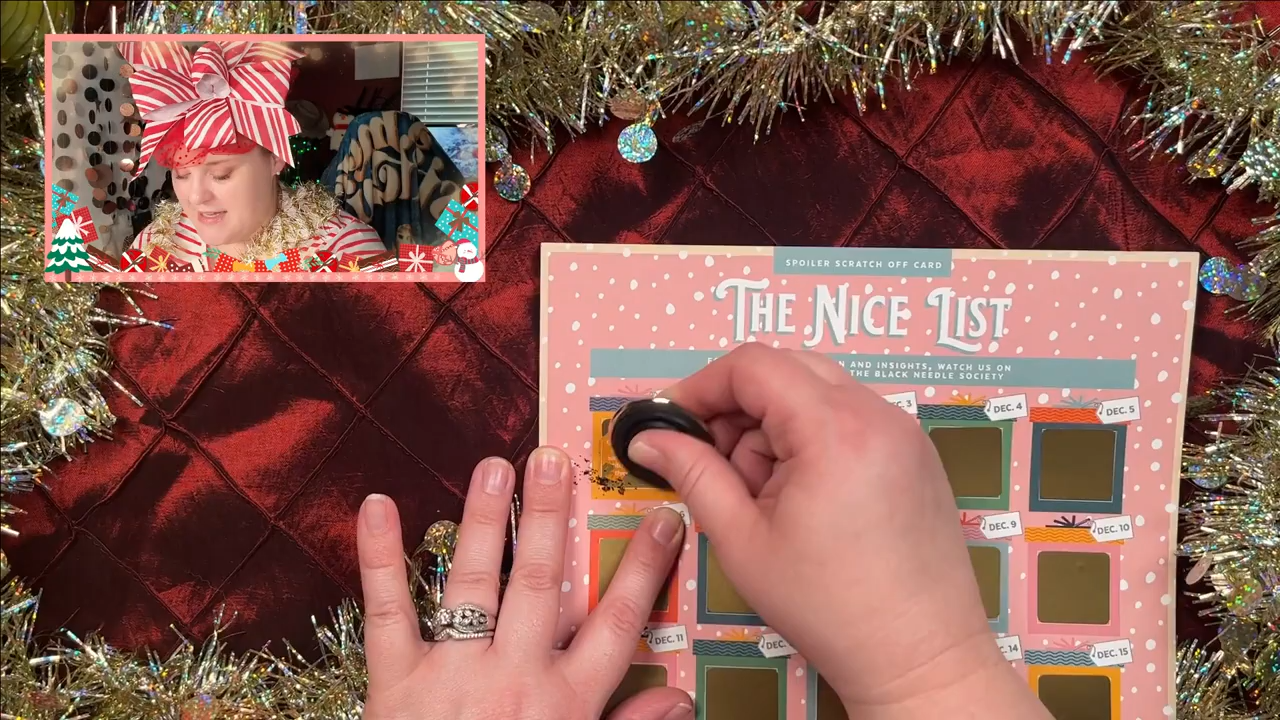 SPOILER SCRATCH OFF CARD
THE NICE LIST
N AND INSIGHTS, WATCH US ON
THE BLACK NEEDLE SOCIETY
DEC. 3
DEC. 4
DEC. 5
DEC. 9
DEC. 10
DEC. 11
DEC.
14
DEC. 15